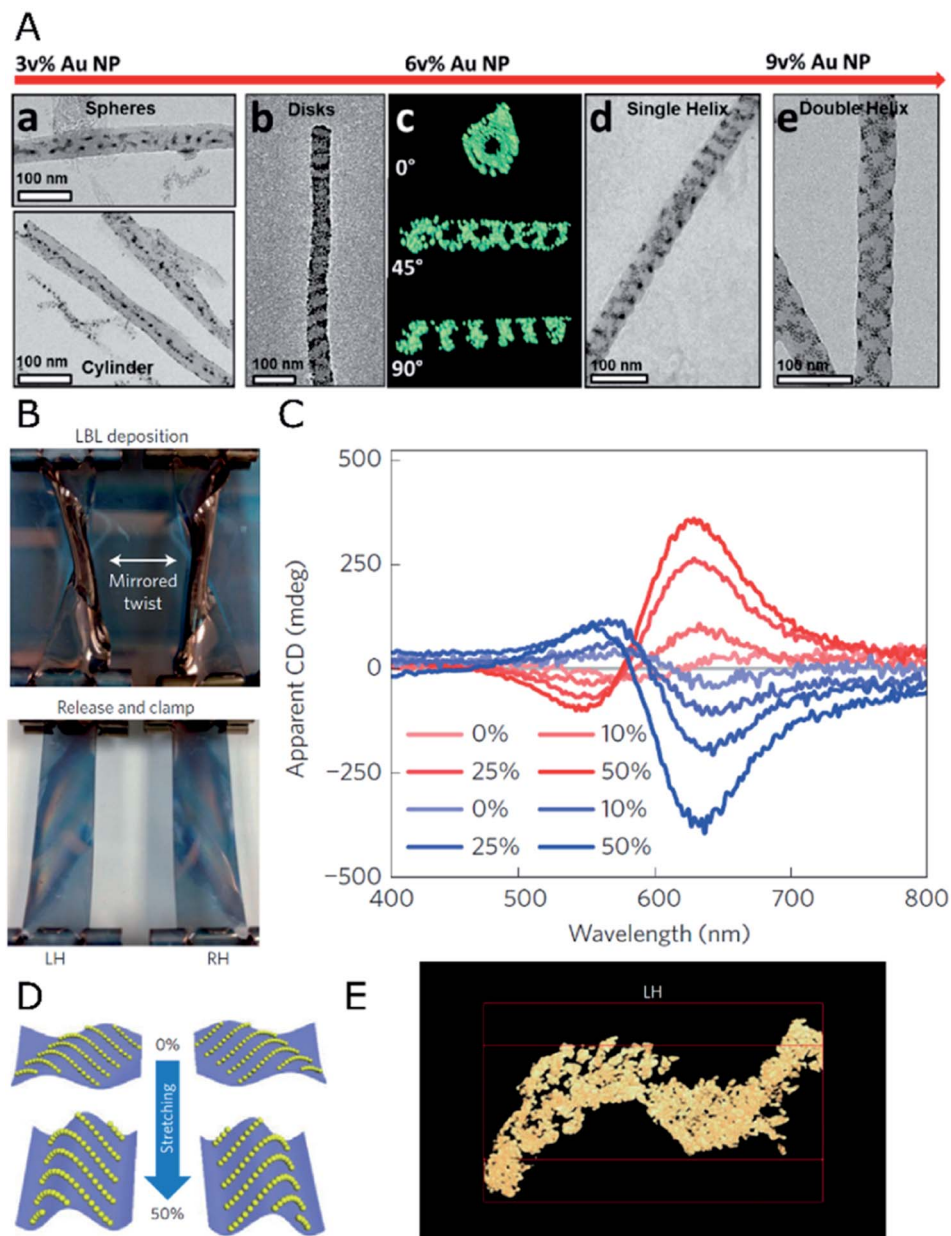 A
3v% Au NP 6v% Au NP 9v% Au NP
a Spheres
100 nm
100 nm Cylinder
b Disks
100 nm
c
0°
45°
90°
d Single Helix
100 nm
e Double Helix
100 nm
B
LBL deposition
Mirrored
twist
Release and clamp
LH RH
C
500
250
0
−250
−500
Apparent CD (mdeg)
0% 10%
25% 50%
0% 10%
25% 50%
400 500 600 700 800
Wavelength (nm)
D
0%
Stretching
50%
E
LH